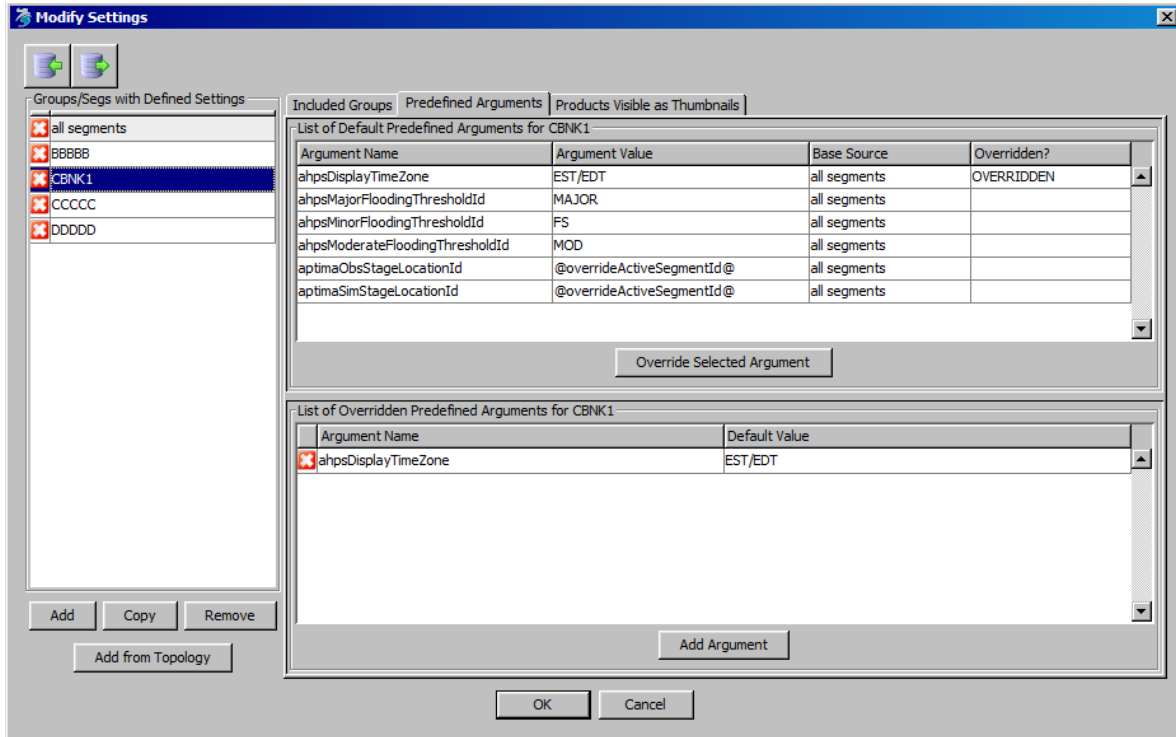 Modify Settings
Groups/Segs with Defined Settings
all segments
BBBBB
CBNK1
CCCCC
DDDDD
Add Copy Remove
Add from Topology
Included Groups Predefined Arguments Products Visible as Thumbnails
List of Default Predefined Arguments for CBNK1
Argument Name Argument Value Base Source Overridden?
ahpsDisplayTimeZone EST/EDT all segments OVERRIDDEN
ahpsMajorFloodingThresholdId MAJOR all segments
ahpsMinorFloodingThresholdId FS all segments
ahpsModerateFloodingThresholdId MOD all segments
aptimaObsStageLocationId @overrideActiveSegmentId@ all segments
aptimaSimStageLocationId @overrideActiveSegmentId@ all segments
Override Selected Argument
List of Overridden Predefined Arguments for CBNK1
Argument Name Default Value
ahpsDisplayTimeZone EST/EDT
Add Argument
OK Cancel